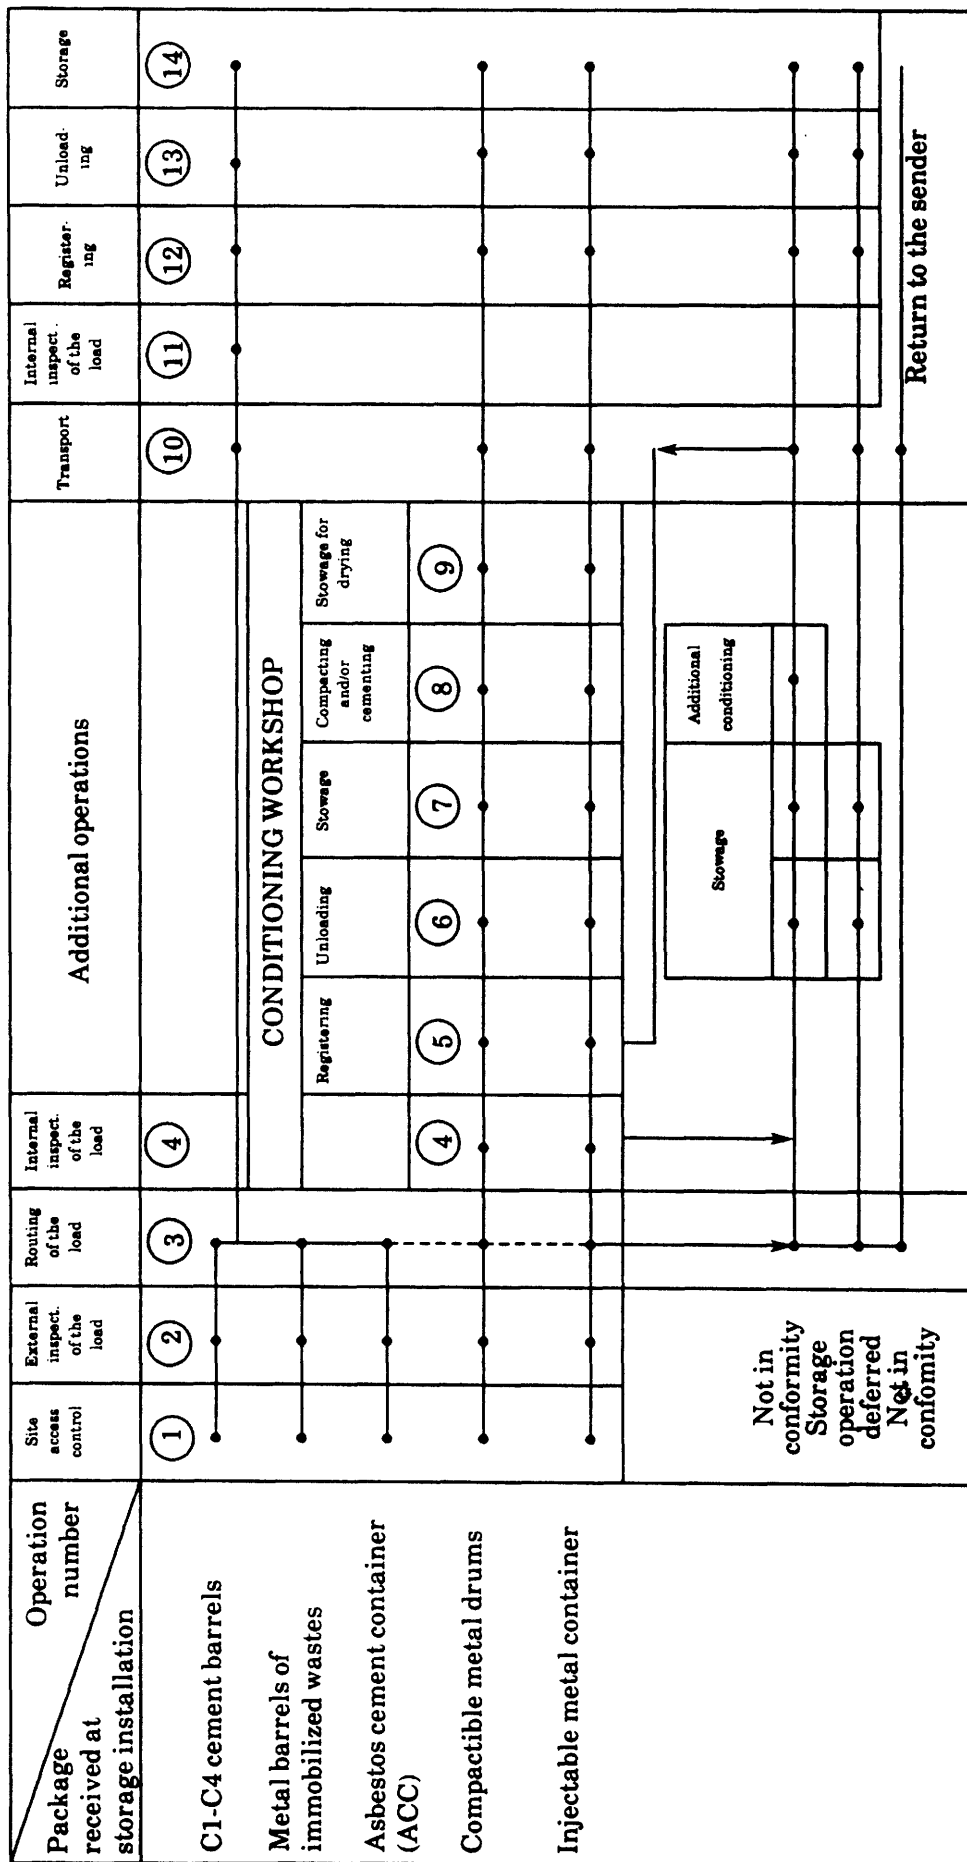 Operation
number
Package
received at
storage installation
Site
access
control
External
inspect.
of the
load
Routing
of the
load
Internal
inspect.
of the
load
Additional operations
Transport
Internal
inspect..
of the
load
Register-
ing
Unload-
ing
Storage
1
2
3
4
10
11
12
13
14
CONDITIONING WORKSHOP
Registering
Unloading
Stowage
Compacting
and/or
cementing
Stowage for
drying
4
5
6
7
8
9
C1-C4 cement barrels
Metal barrels of
immobilized wastes
Asbestos cement container
(ACC)
Compactible metal drums
Injectable metal container
Stowage
Additional
conditioning
Not in
conformity
Storage
operation
deferred
Not in
confomity
Return to the sender